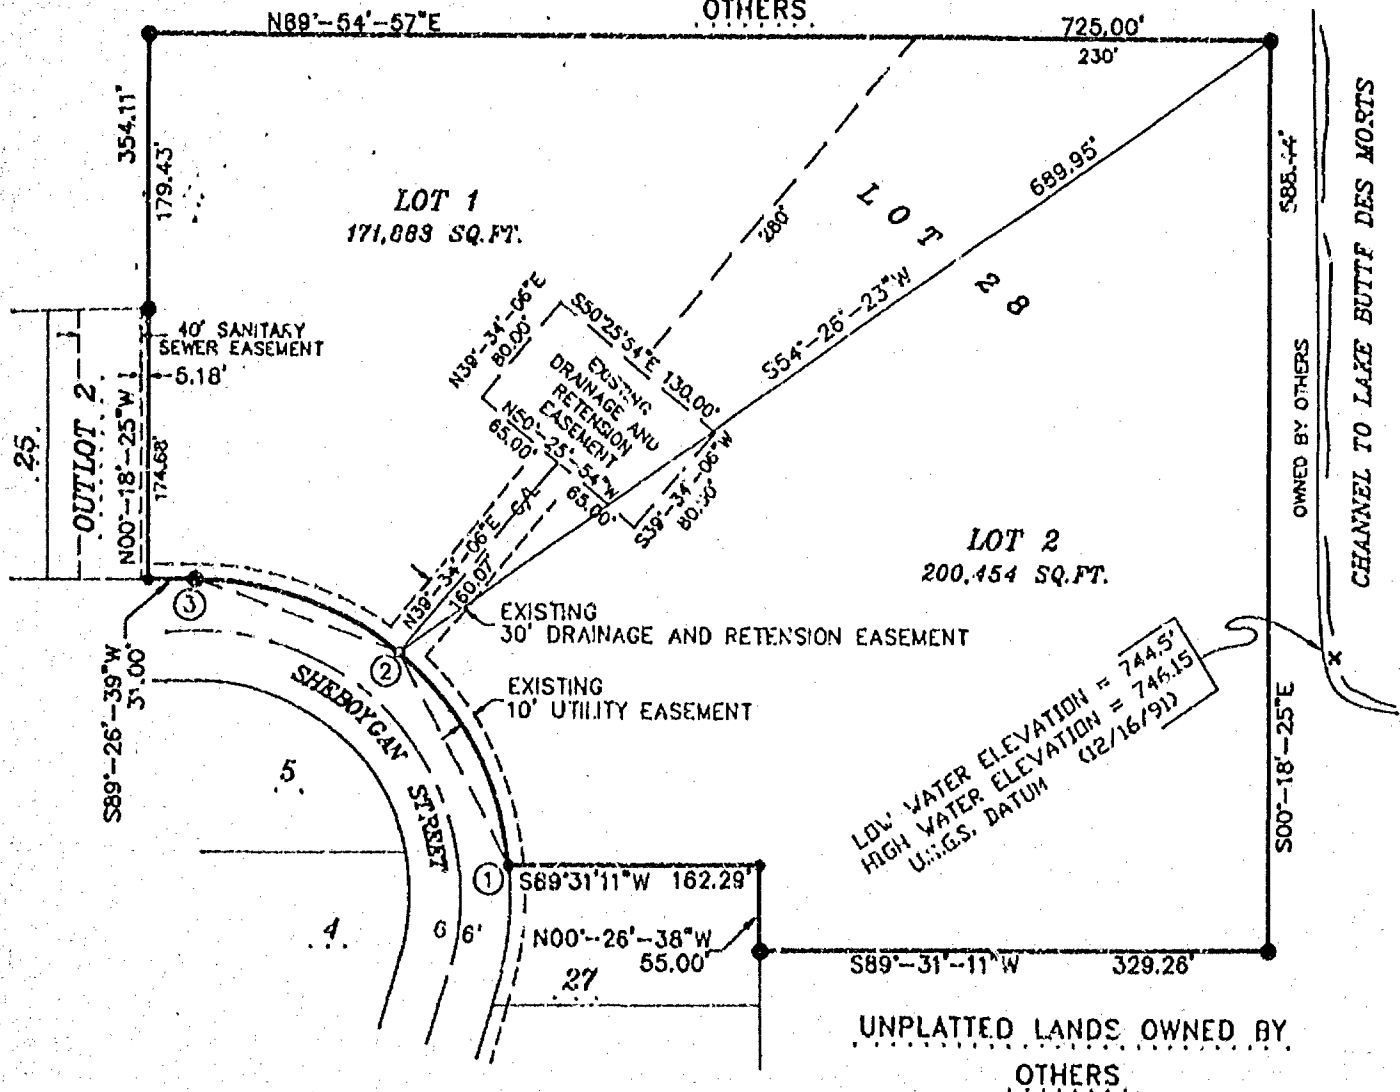 OTHERS
N89°-54'-57"E
725.00'
230'
354.11'
179.43'
LOT 1
171,883 SQ.FT.
280'
LOT 28
689.95'
S54°-26'-23"W
CHANNEL TO LAKE BUTTE DES MORTS
OWNED BY OTHERS
N39°-34'-06"E
80.00'
S50°25'54"E 130.00'
EXISTING
DRAINAGE AND
RETENSION
EASEMENT
N50°-25'-54"W
65.00'
65.00'
S39°-34'-06"W
80.00'
40' SANITARY
SEWER EASEMENT
5.18'
25
OUTLOT 2
N00°-18'-25"W
174.68'
N39°-34'-06"E C/L
160.07'
LOT 2
200,454 SQ.FT.
3
EXISTING
30' DRAINAGE AND RETENSION EASEMENT
2
EXISTING
10' UTILITY EASEMENT
S89°-26'-39"W
31.00'
SHEBOYGAN STREET
5
LOW WATER ELEVATION = 744.5'
HIGH WATER ELEVATION = 746.15
U.S.G.S. DATUM (12/16/91)
X
S00°-18'-25"E
1
S89°31'11"W 162.29'
4
66'
N00°-26'-38"W
55.00'
27
S89°-31'-11"W 329.26'
UNPLATTED LANDS OWNED BY
OTHERS